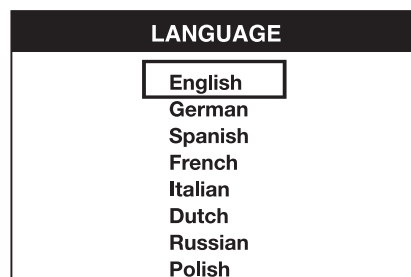 LANGUAGE
English
German
Spanish
French
Italian
Dutch
Russian
Polish